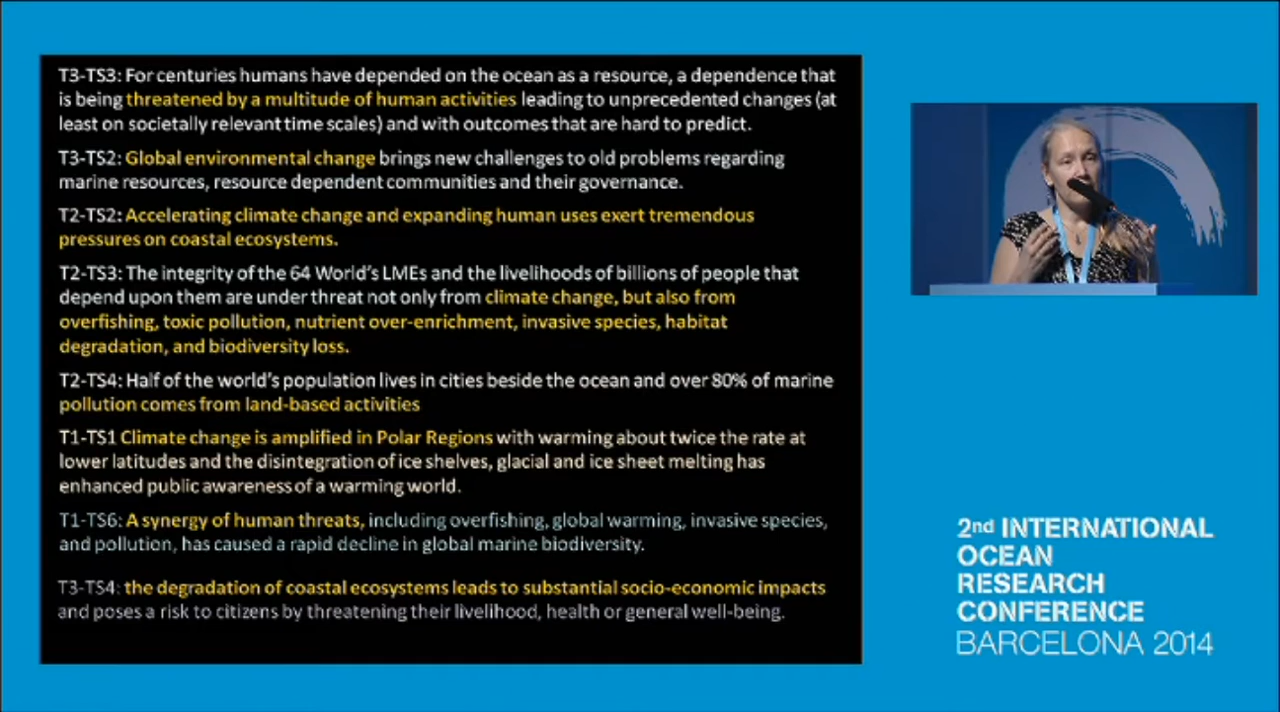 T3-TS3: For centuries humans have depended on the ocean as a resource, a dependence that
is being threatened by a multitude of human activities leading to unprecedented changes (at
least on societally relevant time scales) and with outcomes that are hard to predict.
T3-TS2: Global environmental change brings new challenges to old problems regarding
marine resources, resource dependent communities and their governance.
T2-TS2: Accelerating climate change and expanding human uses exert tremendous
pressures on coastal ecosystems.
T2-TS3: The integrity of the 64 World's LMEs and the livelihoods of billions of people that
depend upon them are under threat not only from climate change, but also from
overfishing, toxic pollution, nutrient over-enrichment, invasive species, habitat
degradation, and biodiversity loss.
T2-TS4: Half of the world's population lives in cities beside the ocean and over 80% of marine
pollution comes from land-based activities
T1-TS1 Climate change is amplified in Polar Regions with warming about twice the rate at
lower latitudes and the disintegration of ice shelves, glacial and ice sheet melting has
enhanced public awareness of a warming world.
T1-TS6: A synergy of human threats, including overfishing, global warming, invasive species,
and pollution, has caused a rapid decline in global marine biodiversity.
T3-TS4: the degradation of coastal ecosystems leads to substantial socio-economic impacts
and poses a risk to citizens by threatening their livelihood, health or general well-being.
2nd INTERNATIONAL
OCEAN
RESEARCH
CONFERENCE
BARCELONA 2014